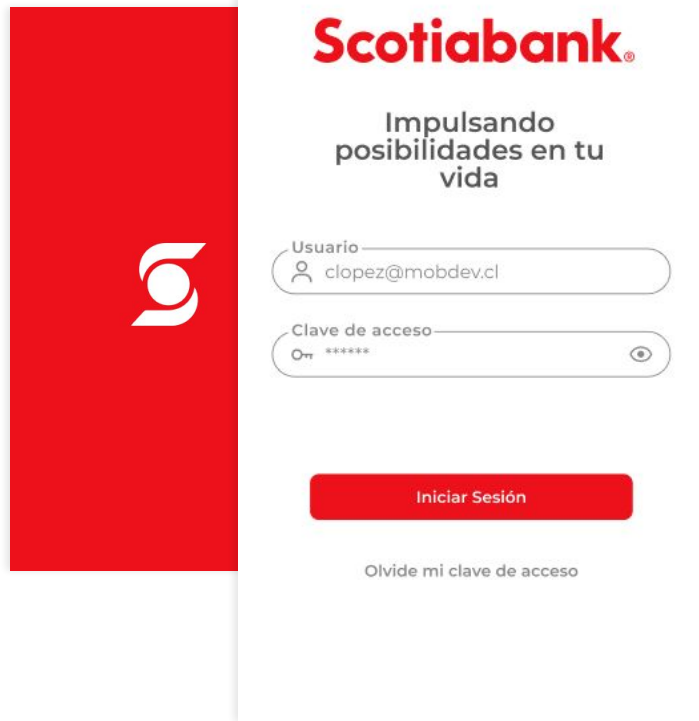 Scotiabank®
Impulsando
posibilidades en tu
vida
Usuario
clopez@mobdev.cl
Clave de acceso
******
Iniciar Sesión
Olvide mi clave de acceso